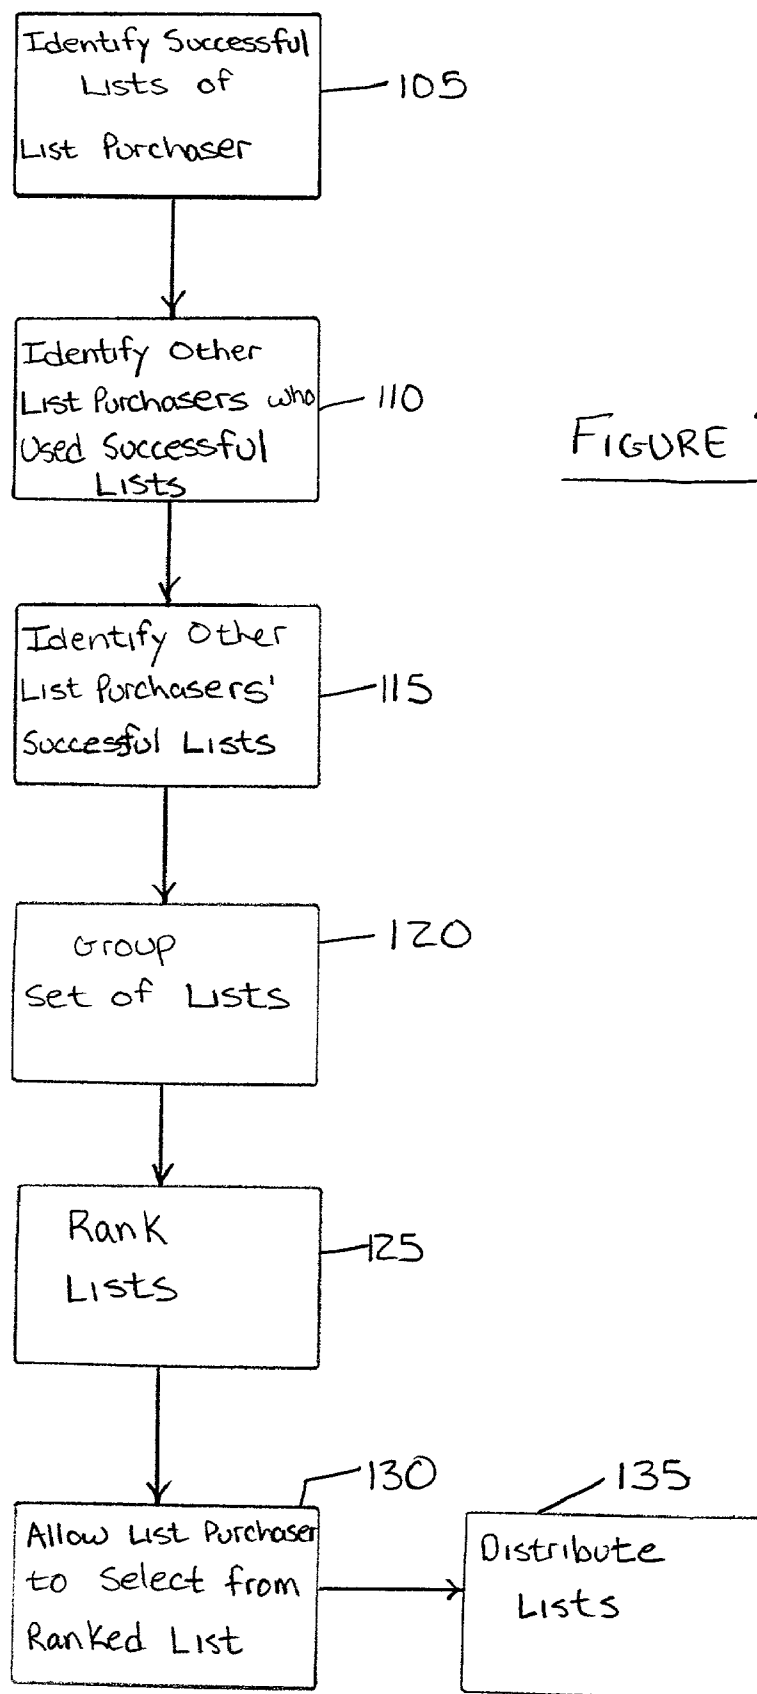 Identify Successful
Lists of
List Purchaser
105
Identify Other
List Purchasers who
Used Successful
Lists
110
FIGURE
Identify Other
List Purchasers'
Successful Lists
115
Group
Set of Lists
120
Rank
Lists
125
130
Allow List Purchaser
to Select from
Ranked List
135
Distribute
Lists